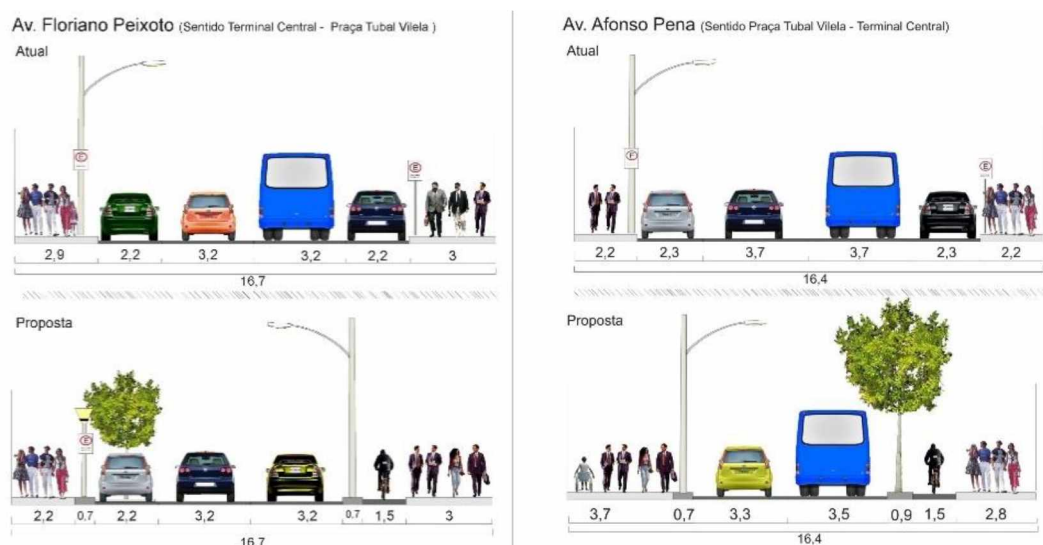 Av. Floriano Peixoto (Sentido Terminal Central - Praça Tubal Vilela )
Atual
E
E
2,9 2,2 3,2 3,2 2,2 3
16,7
Proposta
E
2,2 0,7 2,2 3,2 3,2 0,7 1,5 3
16,7
Av. Afonso Pena (Sentido Praça Tubal Vilela - Terminal Central)
Atual
E
E
2,2 2,3 3,7 3,7 2,3 2,2
16,4
Proposta
3,7 0,7 3,3 3,5 0,9 1,5 2,8
16,4